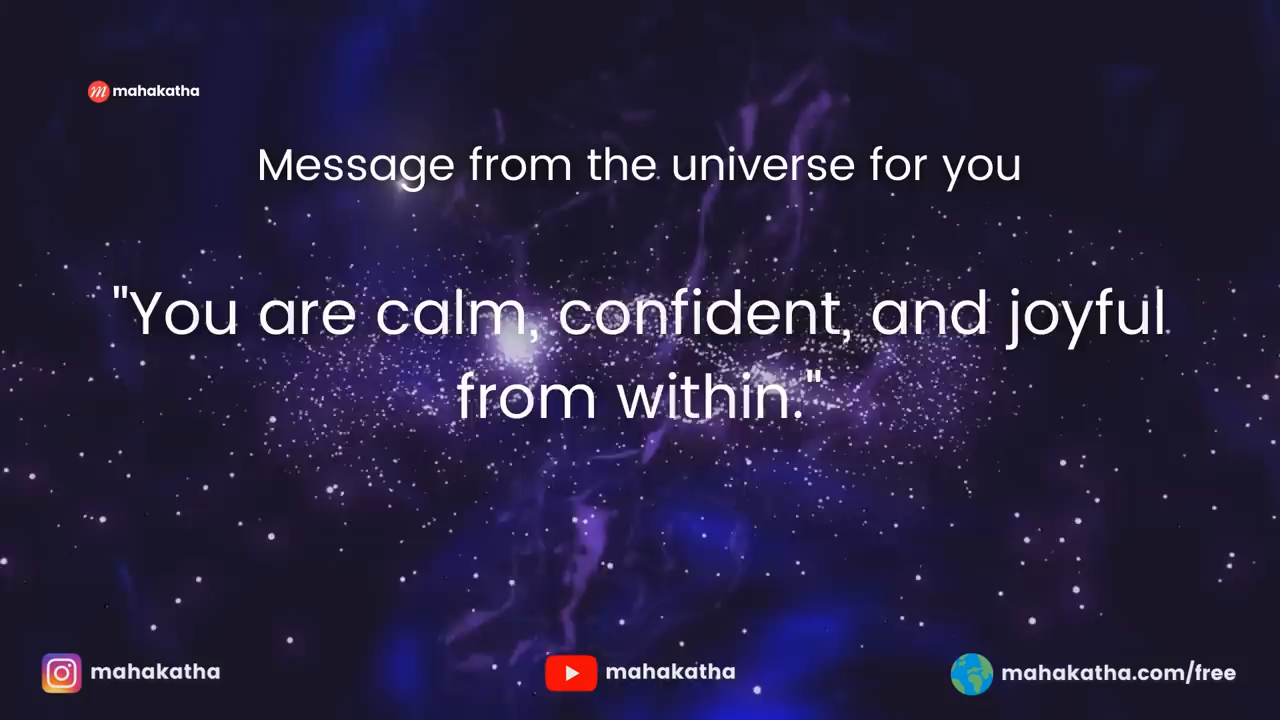 mahakatha
Message from the universe for you
"You are calm, confident, and joyful
from within."
mahakatha
mahakatha
mahakatha.com/free